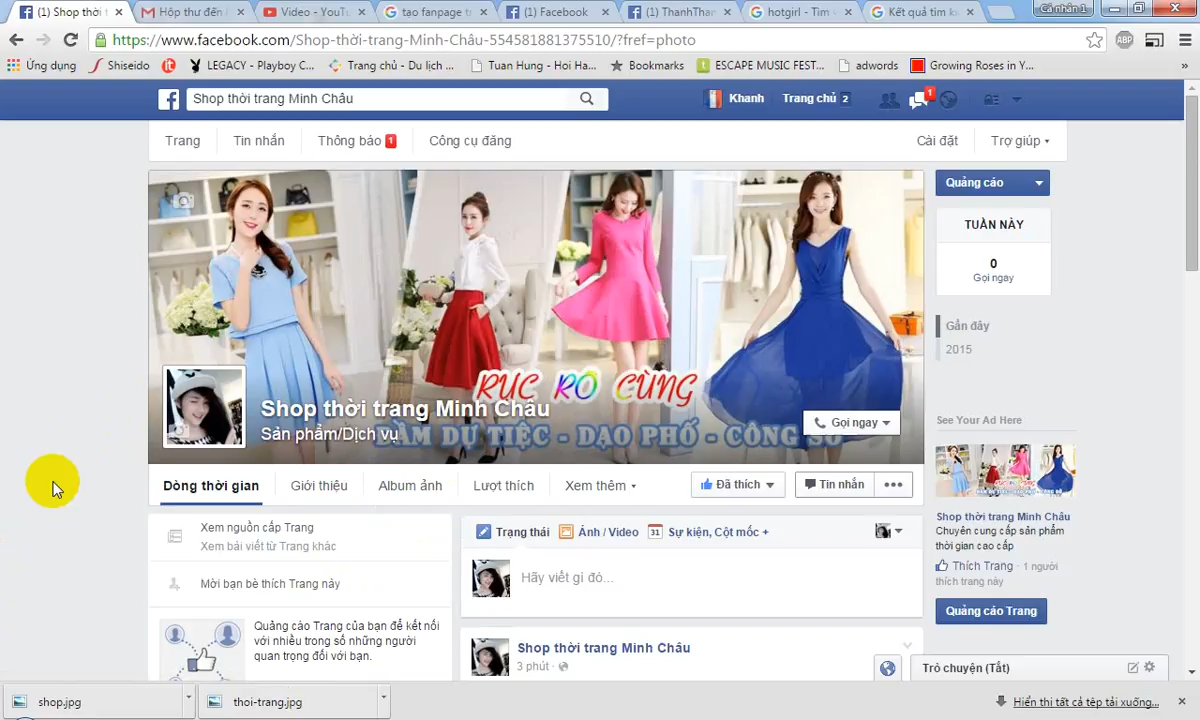 (1) Shop thời t
Hộp thư đến
Video - YouTu
tao fanpage t
(1) Facebook
(1) ThanhThan
hotgirl - Tìm v
Kết quả tìm k
Cá nhân 1
https://www.facebook.com/Shop-thời-trang-Minh-Châu-554581881375510/?fref=photo
ABP
Ứng dụng
Shiseido
LEGACY - Playboy C...
Trang chủ - Du lịch ...
Tuan Hung - Hoi Ha...
Bookmarks
ESCAPE MUSIC FEST...
adwords
Growing Roses in Y...
»
Shop thời trang Minh Châu
Khanh
Trang chủ 2
1
Trang
Tin nhắn
Thông báo 1
Công cụ đăng
Cài đặt
Trợ giúp
RỰC RỠ CÙNG
ĐẦM DỰ TIỆC - DẠO PHỐ - CÔNG SỞ
Shop thời trang Minh Châu
Sản phẩm/Dịch vụ
Gọi ngay
Quảng cáo
TUẦN NÀY
0
Gọi ngay
Gần đây
2015
Dòng thời gian
Giới thiệu
Album ảnh
Lượt thích
Xem thêm
Đã thích
Tin nhắn
•••
See Your Ad Here
Shop thời trang Minh Châu
Chuyên cung cấp sản phẩm
thời gian cao cấp
Thích Trang · 1 người
thích trang này
Quảng cáo Trang
Xem nguồn cấp Trang
Xem bài viết từ Trang khác
Mời bạn bè thích Trang này
Quảng cáo Trang của bạn để kết nối
với nhiều trong số những người
quan trọng đối với bạn.
Trạng thái
Ảnh / Video
31
Sự kiện, Cột mốc +
Hãy viết gì đó...
Shop thời trang Minh Châu
3 phút ·
Trò chuyện (Tắt)
shop.jpg
thoi-trang.jpg
Hiển thị tất cả tệp tải xuống...